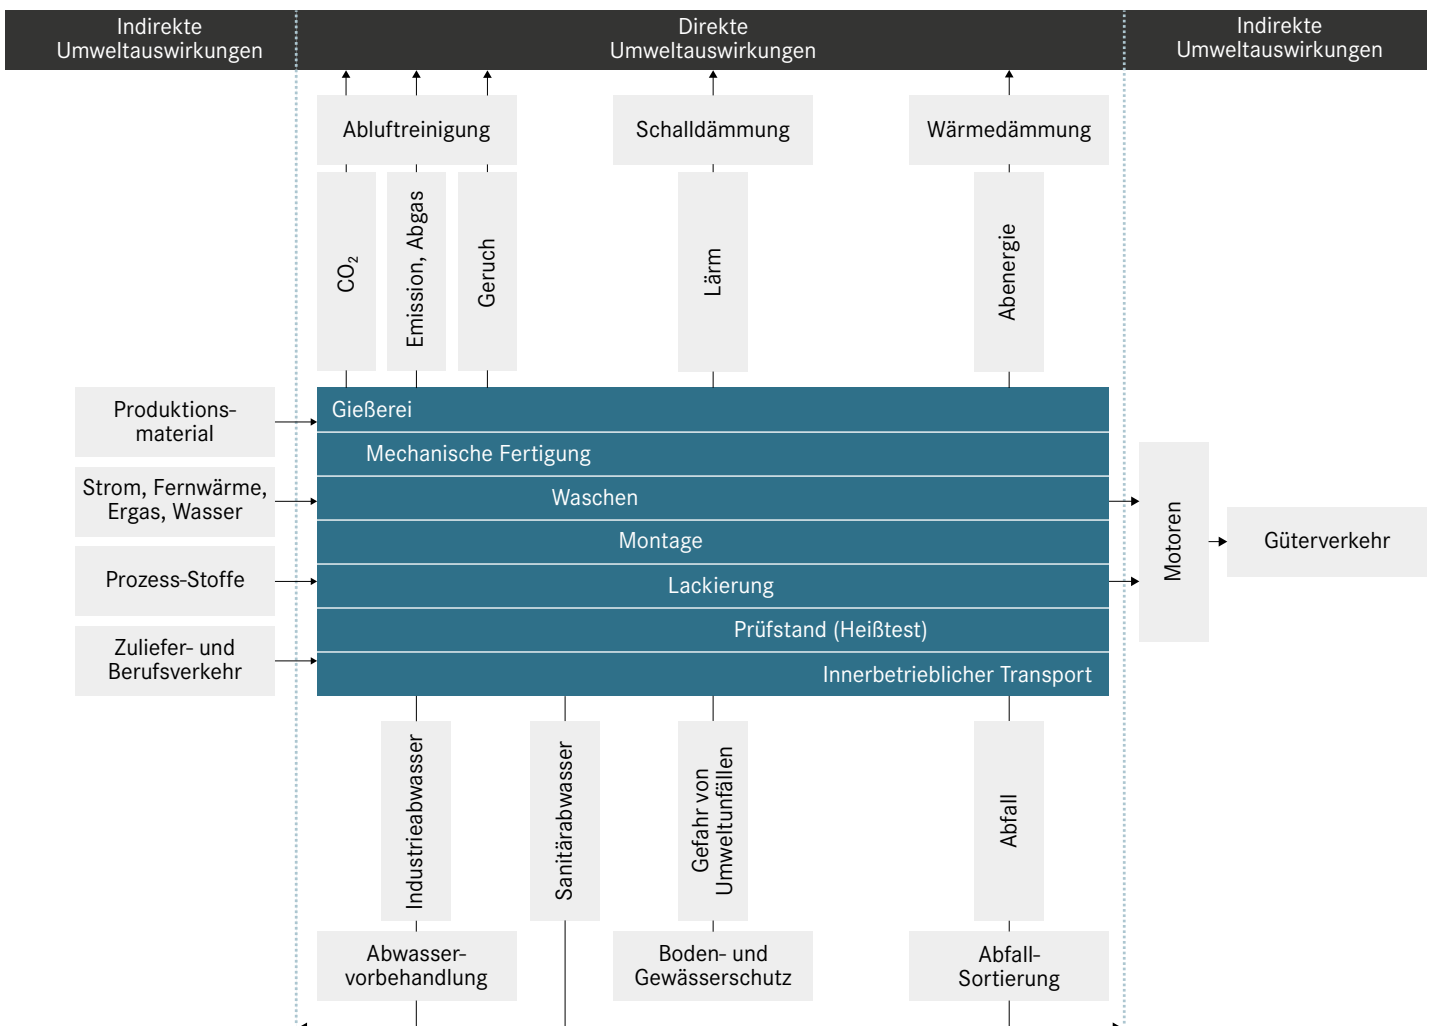 Indirekte
Umweltauswirkungen
Direkte
Umweltauswirkungen
Indirekte
Umweltauswirkungen
Abluftreinigung
Schalldämmung
Wärmedämmung
CO₂
Emission, Abgas
Geruch
Lärm
Abenergie
Produktions-
material
Strom, Fernwärme,
Ergas, Wasser
Prozess-Stoffe
Zuliefer- und
Berufsverkehr
Gießerei
Mechanische Fertigung
Waschen
Montage
Lackierung
Prüfstand (Heißtest)
Innerbetrieblicher Transport
Motoren
Güterverkehr
Industrieabwasser
Sanitärabwasser
Gefahr von
Umweltunfällen
Abfall
Abwasser-
vorbehandlung
Boden- und
Gewässerschutz
Abfall-
Sortierung